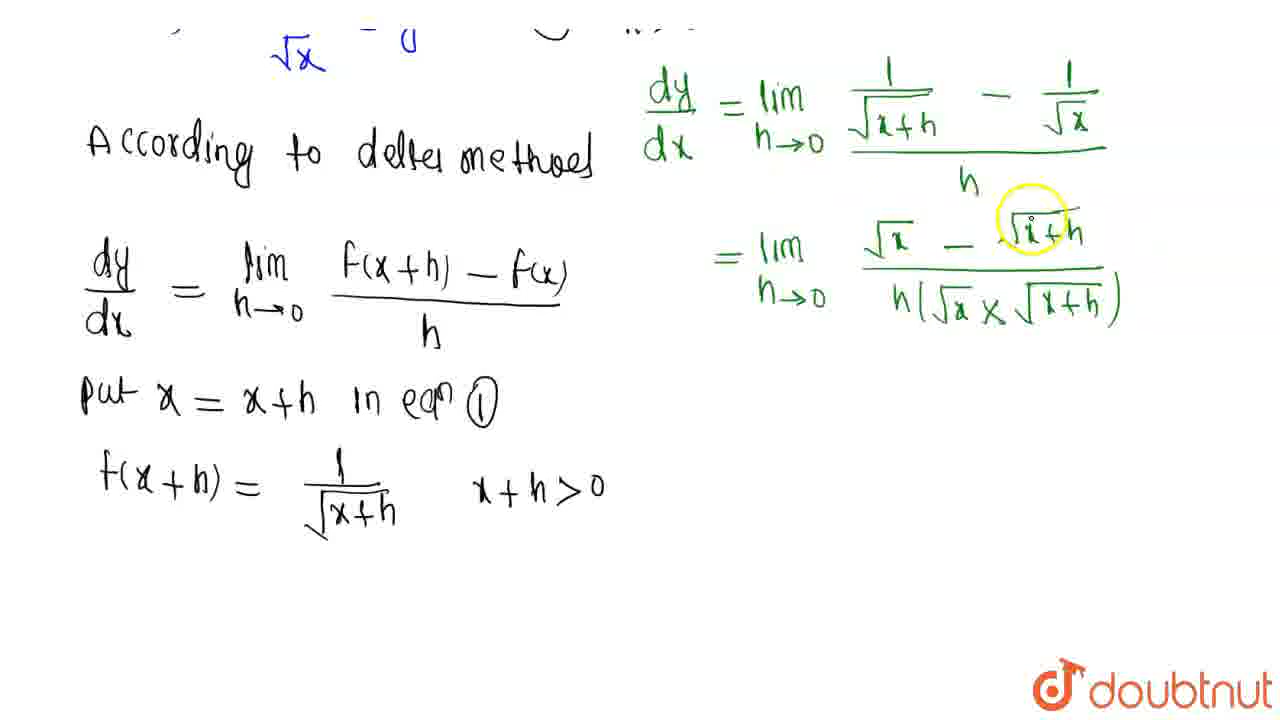 √x
According to delta method
dy/dx = lim h→0 f(x+h) − f(x) / h
put x = x+h in eqn ①
f(x+h) = 1/√x+h x+h>0
dy/dx = lim h→0 1/√x+h − 1/√x / h
= lim h→0 √x − √x+h / h(√x × √x+h)
doubtnut